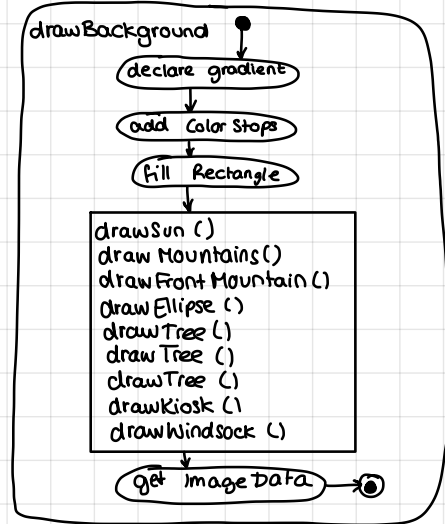 drawBackground
declare gradient
add Color Stops
fill Rectangle
drawSun ()
draw Mountains()
drawFront Mountain ()
drawEllipse ()
drawTree ()
draw Tree ()
drawTree ()
drawKiosk ()
drawWindsock ()
get Image Data